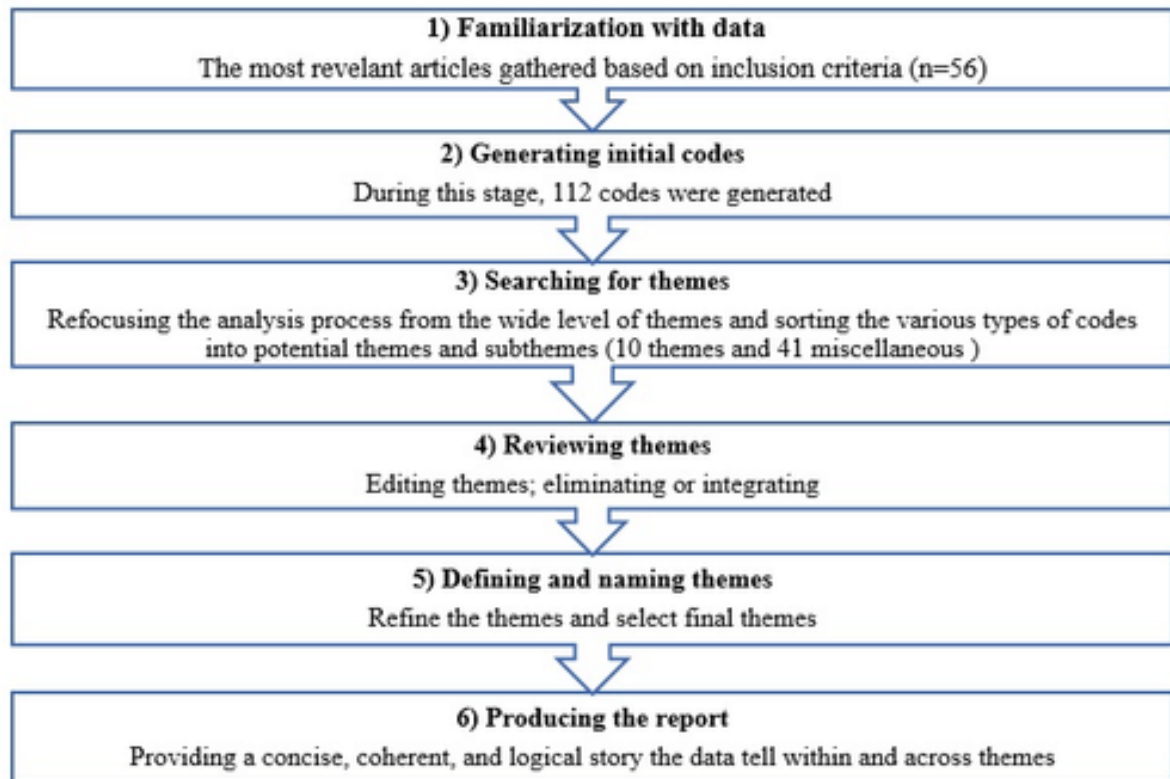 1) Familiarization with data
The most revelant articles gathered based on inclusion criteria (n=56)
2) Generating initial codes
During this stage, 112 codes were generated
3) Searching for themes
Refocusing the analysis process from the wide level of themes and sorting the various types of codes
into potential themes and subthemes (10 themes and 41 miscellaneous )
4) Reviewing themes
Editing themes; eliminating or integrating
5) Defining and naming themes
Refine the themes and select final themes
6) Producing the report
Providing a concise, coherent, and logical story the data tell within and across themes